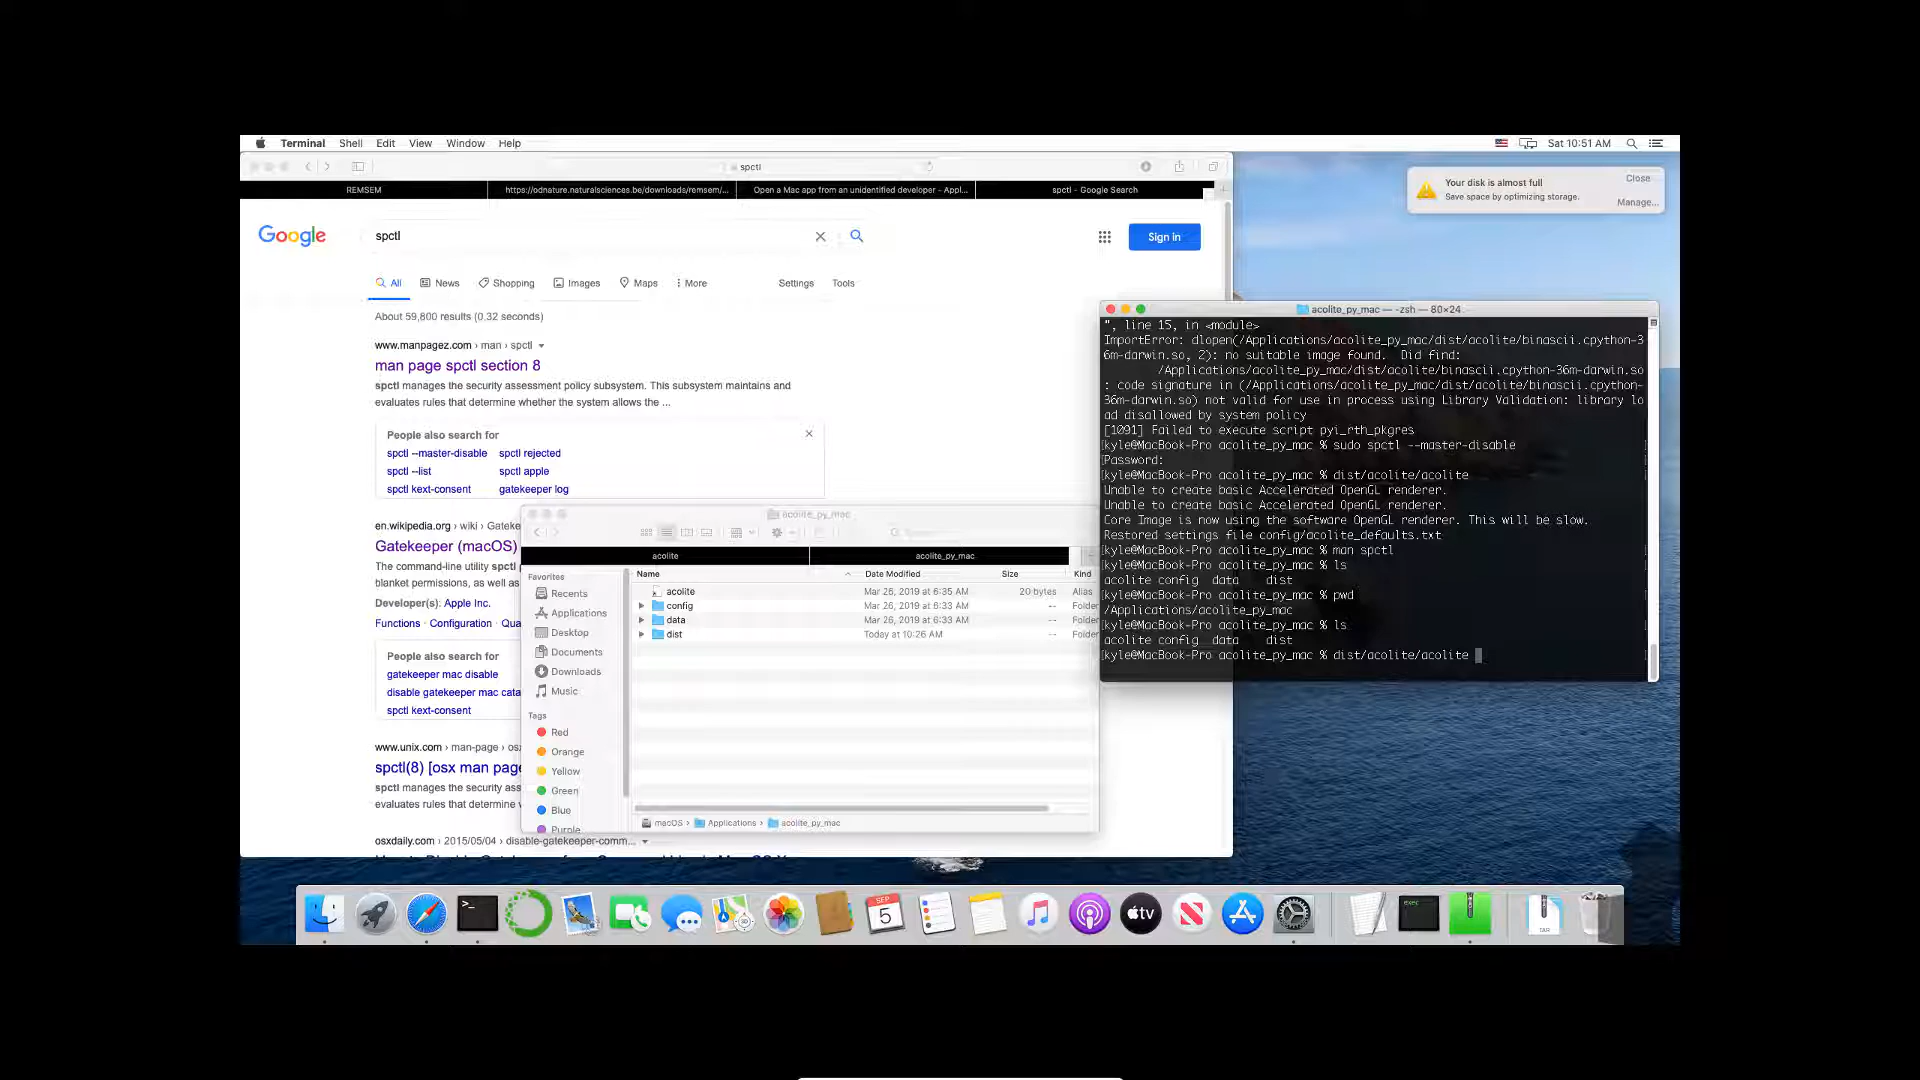 Terminal Shell Edit View Window Help
Sat 10:51 AM
spctl
REMSEM
https://odnature.naturalsciences.be/downloads/remsem/...
Open a Mac app from an unidentified developer - Appl...
spctl - Google Search
Your disk is almost full
Save space by optimizing storage.
Close
Manage...
Google
spctl
Sign in
All News Shopping Images Maps More Settings Tools
About 59,800 results (0.32 seconds)
www.manpagez.com › man › spctl
man page spctl section 8
spctl manages the security assessment policy subsystem. This subsystem maintains and
evaluates rules that determine whether the system allows the ...
People also search for
spctl --master-disable spctl rejected
spctl --list spctl apple
spctl kext-consent gatekeeper log
en.wikipedia.org › wiki › Gatek
Gatekeeper (macOS)
The command-line utility spctl
blanket permissions, as well as
Developer(s): Apple Inc.
Functions · Configuration · Qua
People also search for
gatekeeper mac disable
disable gatekeeper mac cata
spctl kext-consent
www.unix.com › man-page › os
spctl(8) [osx man page
spctl manages the security ass
evaluates rules that determine
osxdaily.com › 2015/05/04 › disable-gatekeeper-comm...
acolite_py_mac
acolite
acolite_py_mac
Favorites
Recents
Applications
Desktop
Documents
Downloads
Music
Tags
Red
Orange
Yellow
Green
Blue
Purple
Name Date Modified Size Kind
acolite Mar 26, 2019 at 6:35 AM 20 bytes Alias
config Mar 26, 2019 at 6:33 AM -- Folder
data Mar 26, 2019 at 6:33 AM -- Folder
dist Today at 10:26 AM -- Folder
macOS › Applications › acolite_py_mac
acolite_py_mac — -zsh — 80×24
", line 15, in <module>
ImportError: dlopen(/Applications/acolite_py_mac/dist/acolite/binascii.cpython-3
6m-darwin.so, 2): no suitable image found.  Did find:
/Applications/acolite_py_mac/dist/acolite/binascii.cpython-36m-darwin.so
: code signature in (/Applications/acolite_py_mac/dist/acolite/binascii.cpython-
36m-darwin.so) not valid for use in process using Library Validation: library lo
ad disallowed by system policy
[1091] Failed to execute script pyi_rth_pkgres
[kyle@MacBook-Pro acolite_py_mac % sudo spctl --master-disable ]
[Password:
[kyle@MacBook-Pro acolite_py_mac % dist/acolite/acolite ]
Unable to create basic Accelerated OpenGL renderer.
Unable to create basic Accelerated OpenGL renderer.
Core Image is now using the software OpenGL renderer. This will be slow.
Restored settings file config/acolite_defaults.txt
[kyle@MacBook-Pro acolite_py_mac % man spctl ]
[kyle@MacBook-Pro acolite_py_mac % ls ]
acolite config data dist
[kyle@MacBook-Pro acolite_py_mac % pwd ]
/Applications/acolite_py_mac
[kyle@MacBook-Pro acolite_py_mac % ls ]
acolite config data dist
[kyle@MacBook-Pro acolite_py_mac % dist/acolite/acolite ]
SEP
5
tv
exec
TAR